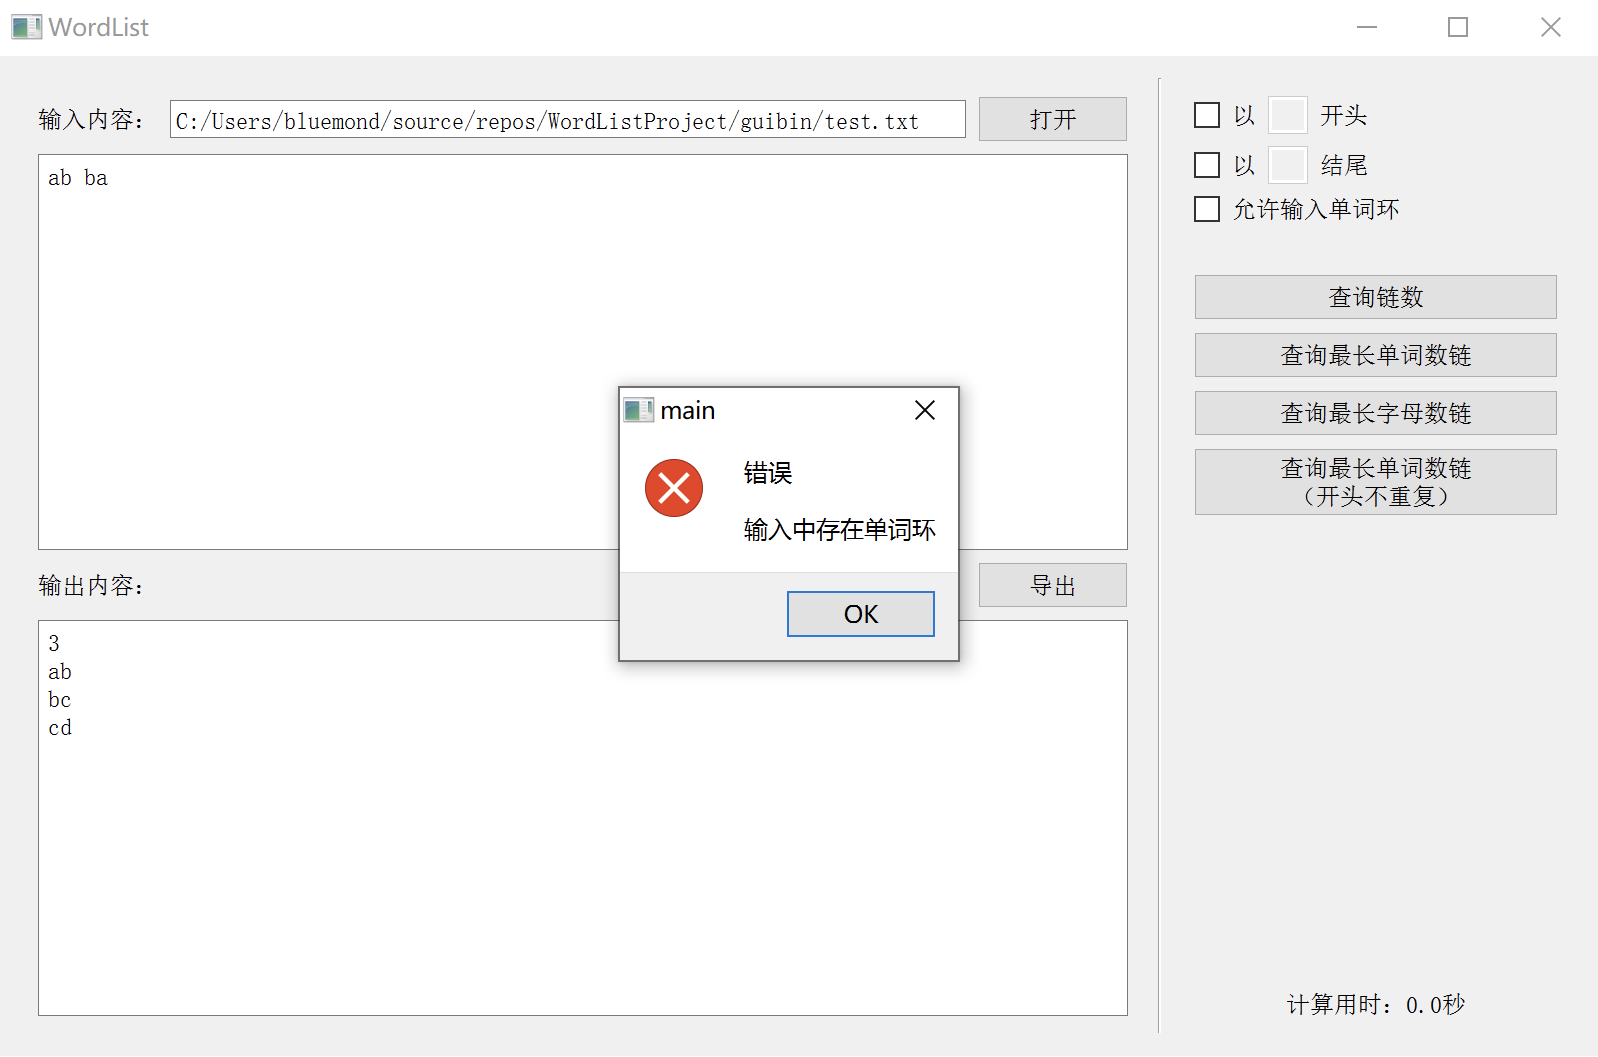 WordList
输入内容：
C:/Users/bluemond/source/repos/WordListProject/guibin/test.txt
打开
ab ba
输出内容：
导出
3
ab
bc
cd
以 开头
以 结尾
允许输入单词环
查询链数
查询最长单词数链
查询最长字母数链
查询最长单词数链
（开头不重复）
计算用时：0.0秒
main
错误
输入中存在单词环
OK